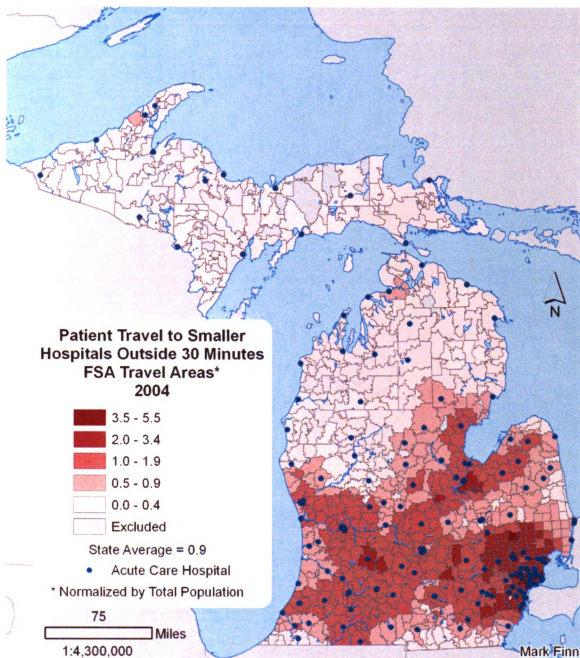 N
Patient Travel to Smaller
Hospitals Outside 30 Minutes
FSA Travel Areas*
2004
3.5 - 5.5
2.0 - 3.4
1.0 - 1.9
0.5 - 0.9
0.0 - 0.4
Excluded
State Average = 0.9
Acute Care Hospital
* Normalized by Total Population
75
Miles
1:4,300,000
Mark Finn